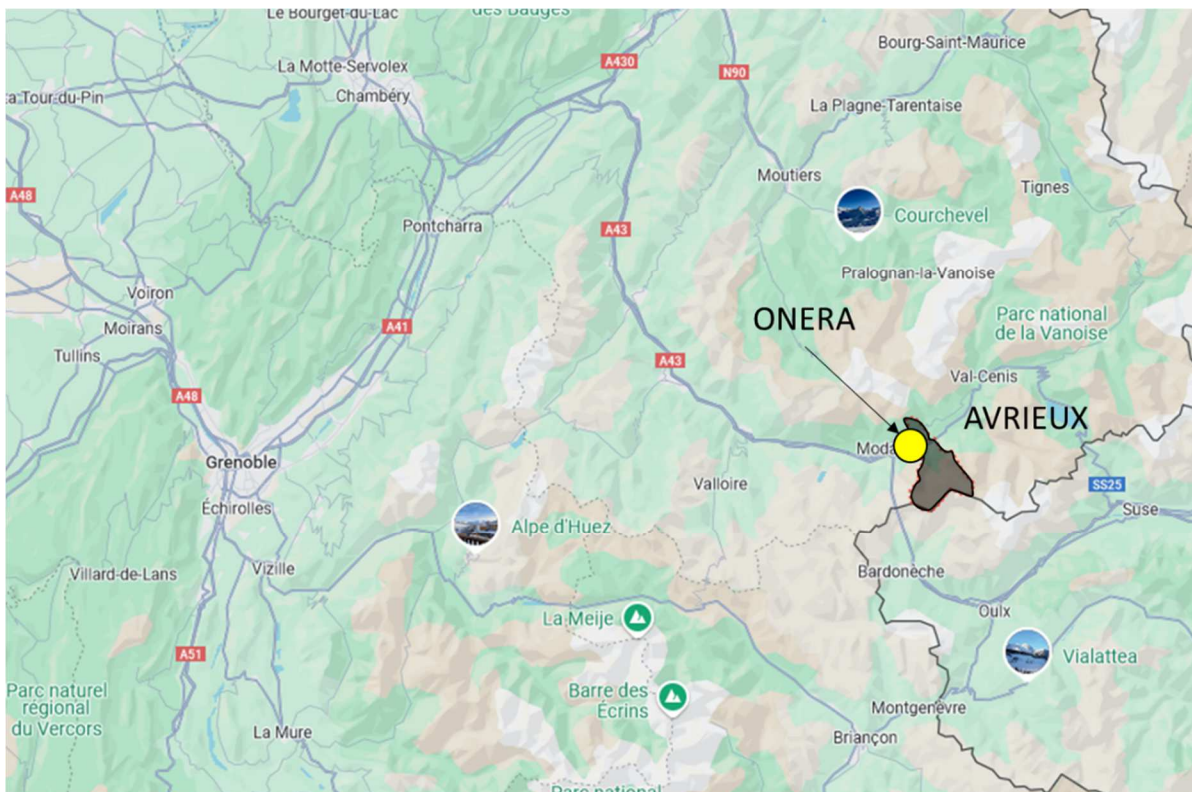 Le Bourget-du-Lac
des Bauges
Bourg-Saint-Maurice
A430
La Motte-Servolex
N90
Chambéry
a Tour-du-Pin
La Plagne-Tarentaise
Moutiers
Tignes
A48
Courchevel
Pontcharra
A43
Pralognan-la-Vanoise
Voiron
Parc national
de la Vanoise
ONERA
Moirans
A41
Tullins
A43
Val-Cenis
A48
AVRIEUX
Moda
Grenoble
Valloire
SS25
Échirolles
Suse
Alpe d'Huez
Villard-de-Lans
Vizille
Bardonèche
La Meije
Oulx
A51
Vialattea
Parc naturel
régional
du Vercors
Barre des
Écrins
Montgenèvre
La Mure
Briançon
Parc national